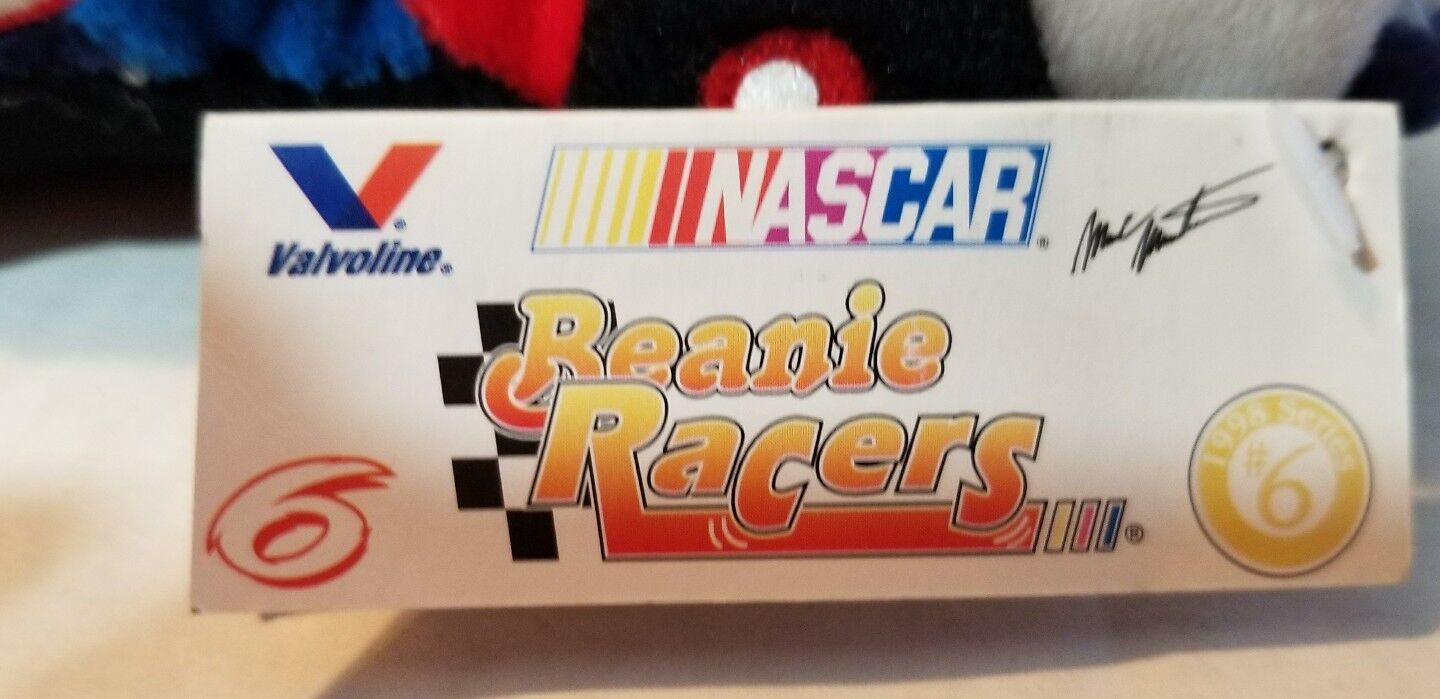 Valvoline®
NASCAR®
Beanie
Racers®
6
1998 Series
#6